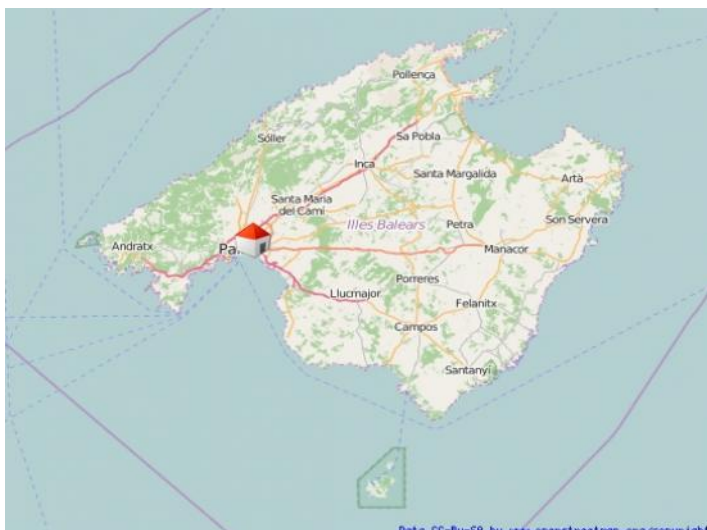 Pollença
Sa Pobla
Sóller
Inca
Santa Margalida
Artà
Santa Maria
del Camí
Son Servera
Illes Balears
Petra
Andratx
Manacor
Porreres
Llucmajor
Felanitx
Campos
Santanyí